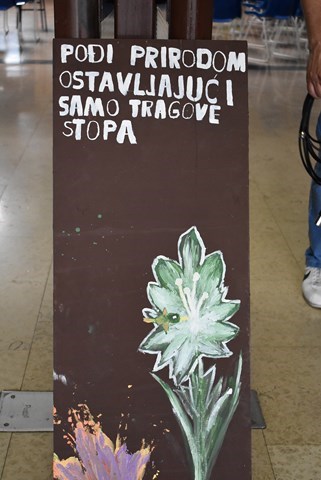 POĐI PRIRODOM
OSTAVLJAJUĆI
SAMO TRAGOVE
STOPA